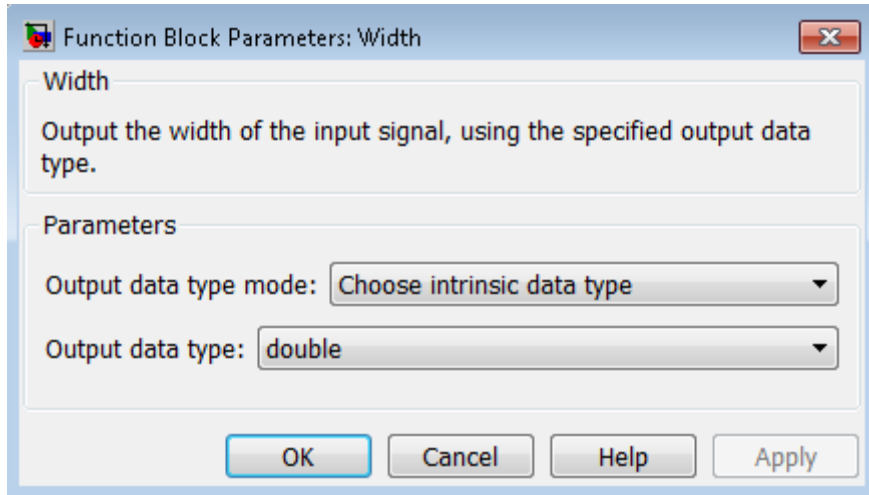 Function Block Parameters: Width
Width
Output the width of the input signal, using the specified output data
type.
Parameters
Output data type mode: Choose intrinsic data type
Output data type: double
OK Cancel Help Apply